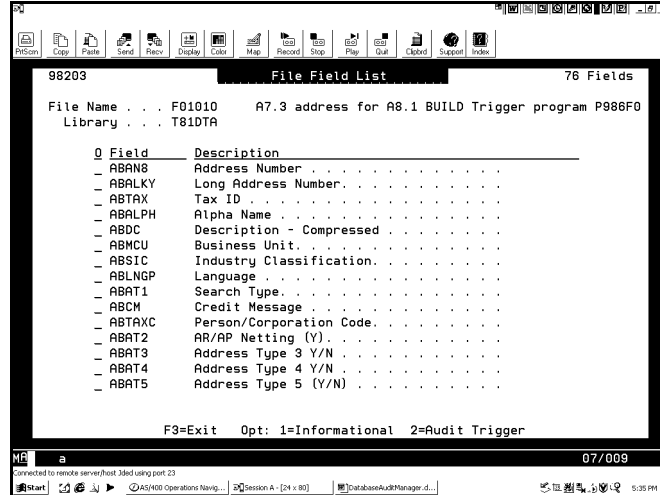 PrtScrn Copy Paste Send Recv Display Color Map Record Stop Play Quit Clipbrd Support Index
98203 File Field List 76 Fields
File Name . . . F0101O A7.3 address for A8.1 BUILD Trigger program P986F0
Library . . . T81DTA
O Field Description
_ ABAN8 Address Number . . . . . . . . . . . . .
_ ABALKY Long Address Number. . . . . . . . . . .
_ ABTAX Tax ID . . . . . . . . . . . . . . . . .
_ ABALPH Alpha Name . . . . . . . . . . . . . . .
_ ABDC Description - Compressed . . . . . . . .
_ ABMCU Business Unit. . . . . . . . . . . . . .
_ ABSIC Industry Classification. . . . . . . . .
_ ABLNGP Language . . . . . . . . . . . . . . . .
_ ABAT1 Search Type. . . . . . . . . . . . . . .
_ ABCM Credit Message . . . . . . . . . . . . .
_ ABTAXC Person/Corporation Code. . . . . . . . .
_ ABAT2 AR/AP Netting (Y). . . . . . . . . . . .
_ ABAT3 Address Type 3 Y/N . . . . . . . . . . .
_ ABAT4 Address Type 4 Y/N . . . . . . . . . . .
_ ABAT5 Address Type 5 (Y/N) . . . . . . . . . .
F3=Exit Opt: 1=Informational 2=Audit Trigger
MA a 07/009
Connected to remote server/host Jded using port 23
Start AS/400 Operations Navig... Session A - [24 x 80] DatabaseAuditManager.d... 5:35 PM